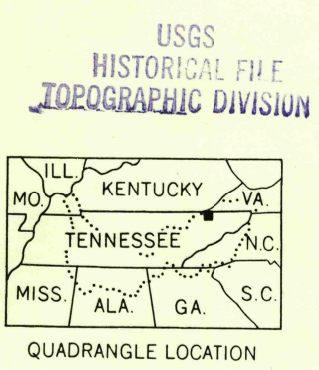 USGS
HISTORICAL FILE
TOPOGRAPHIC DIVISION
ILL.
MO.
KENTUCKY
VA.
TENNESSEE
N.C.
MISS.
ALA.
GA.
S.C.
QUADRANGLE LOCATION